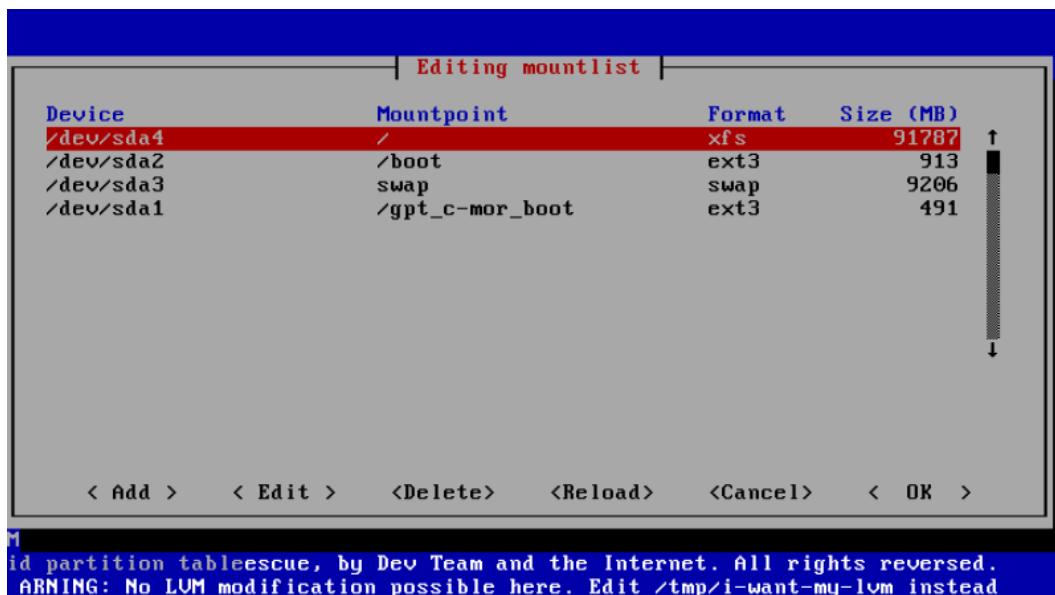 Editing mountlist
Device Mountpoint Format Size (MB)
/dev/sda4 / xfs 91787
/dev/sda2 /boot ext3 913
/dev/sda3 swap swap 9206
/dev/sda1 /gpt_c-mor_boot ext3 491
< Add > < Edit > <Delete> <Reload> <Cancel> < OK >
M
id partition tableescue, by Dev Team and the Internet. All rights reversed.
ARNING: No LVM modification possible here. Edit /tmp/i-want-my-lvm instead